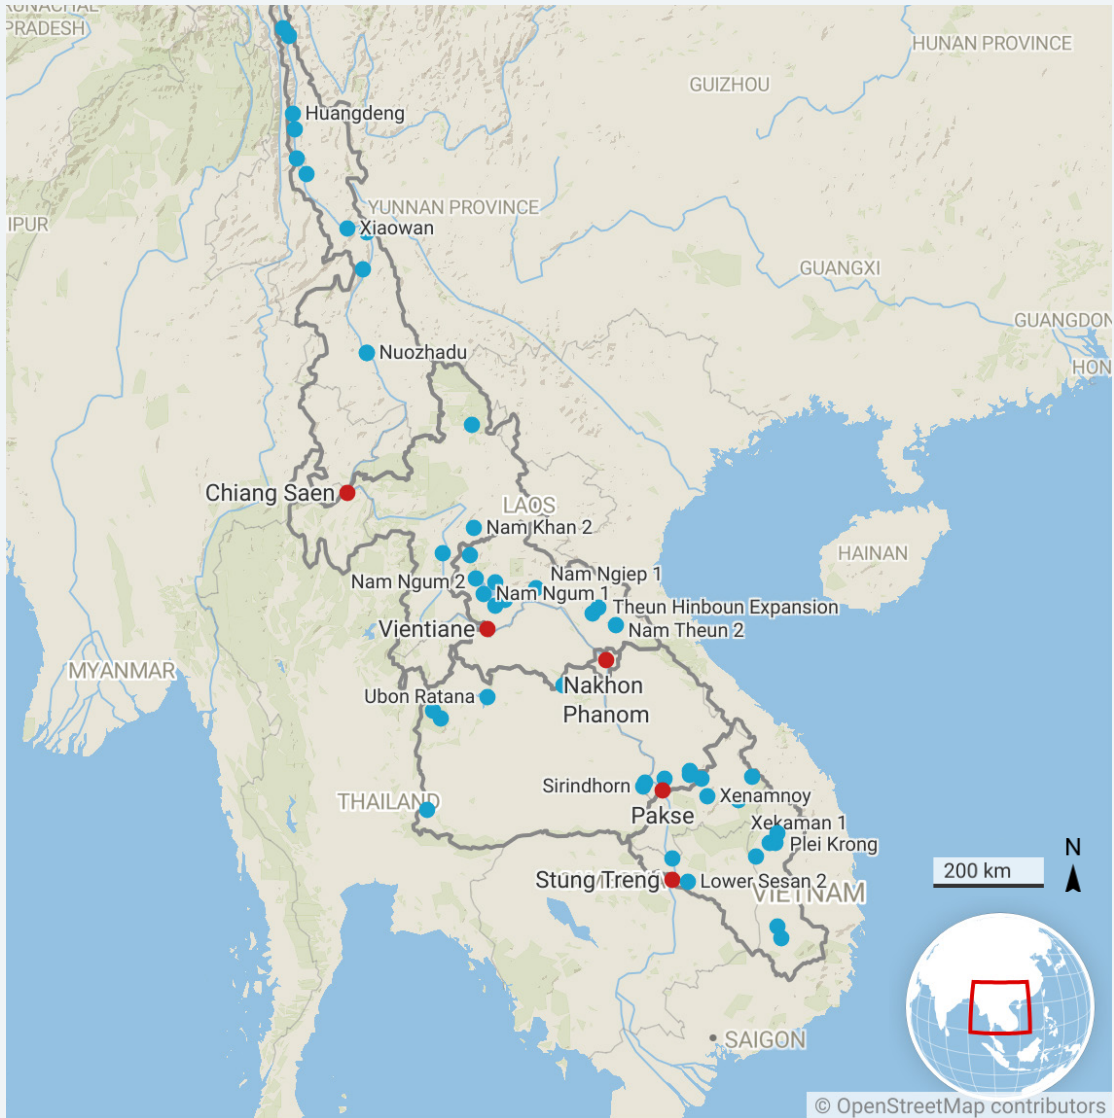 PRADESH
HUNAN PROVINCE
GUIZHOU
Huangdeng
YUNNAN PROVINCE
IPUR
Xiaowan
GUANGXI
GUANGDON
Nuozhadu
HON
Chiang Saen
LAOS
Nam Khan 2
HAINAN
Nam Ngiep 1
Nam Ngum 2
Nam Ngum 1
Theun Hinboun Expansion
Vientiane
Nam Theun 2
MYANMAR
Nakhon
Phanom
Ubon Ratana
Sirindhorn
Xenamnoy
THAILAND
Pakse
Xekaman 1
Plei Krong
N
200 km
Stung Treng
Lower Sesan 2
VIETNAM
SAIGON
© OpenStreetMap contributors